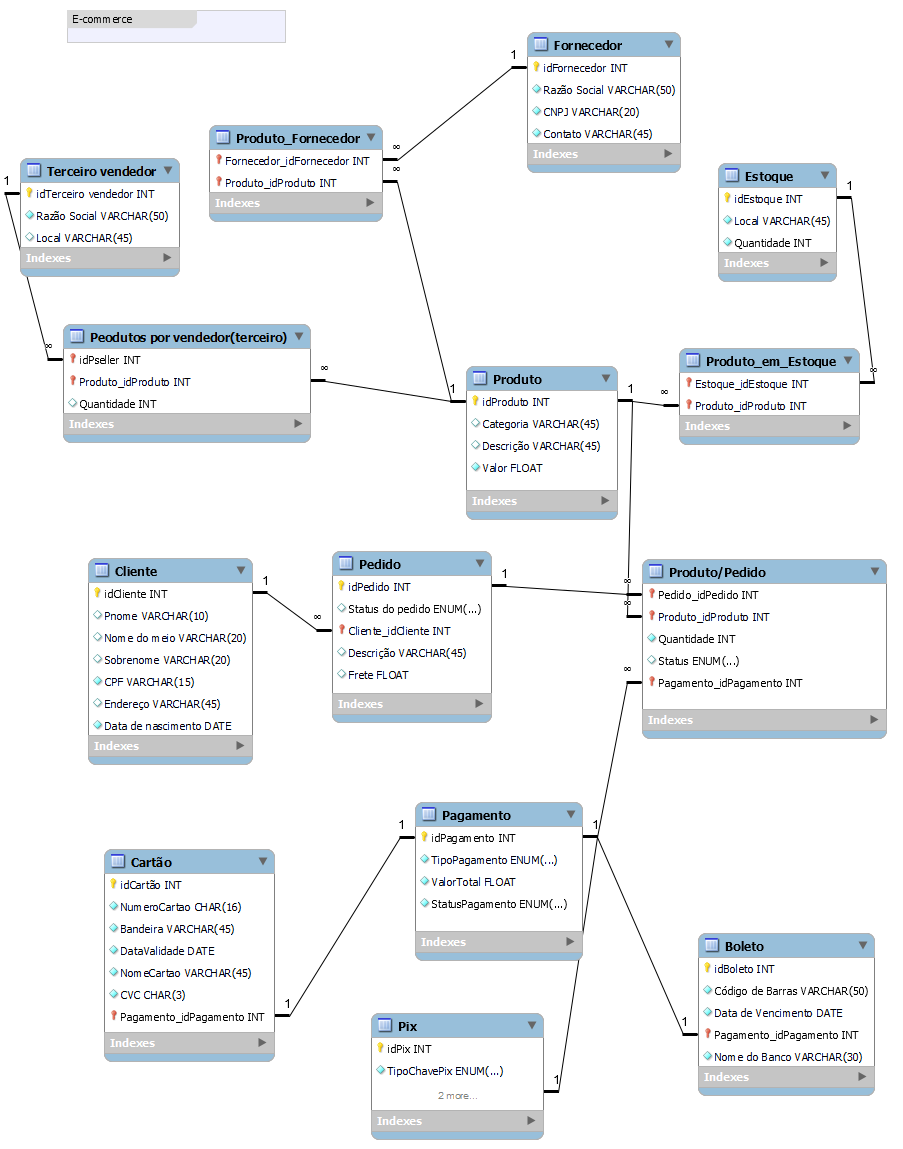 E-commerce
Fornecedor
idFornecedor INT
Razão Social VARCHAR(50)
CNPJ VARCHAR(20)
Contato VARCHAR(45)
Indexes
1
Produto_Fornecedor
Fornecedor_idFornecedor INT
Produto_idProduto INT
Indexes
∞
∞
Terceiro vendedor
idTerceiro vendedor INT
Razão Social VARCHAR(50)
Local VARCHAR(45)
Indexes
1
Estoque
idEstoque INT
Local VARCHAR(45)
Quantidade INT
Indexes
1
Peodutos por vendedor(terceiro)
idPseller INT
Produto_idProduto INT
Quantidade INT
Indexes
∞
∞
Produto
idProduto INT
Categoria VARCHAR(45)
Descrição VARCHAR(45)
Valor FLOAT
Indexes
1
1
Produto_em_Estoque
Estoque_idEstoque INT
Produto_idProduto INT
Indexes
∞
∞
Cliente
idCliente INT
Pnome VARCHAR(10)
Nome do meio VARCHAR(20)
Sobrenome VARCHAR(20)
CPF VARCHAR(15)
Endereço VARCHAR(45)
Data de nascimento DATE
Indexes
1
Pedido
idPedido INT
Status do pedido ENUM(...)
Cliente_idCliente INT
Descrição VARCHAR(45)
Frete FLOAT
Indexes
∞
1
Produto/Pedido
Pedido_idPedido INT
Produto_idProduto INT
Quantidade INT
Status ENUM(...)
Pagamento_idPagamento INT
Indexes
∞
∞
∞
Pagamento
idPagamento INT
TipoPagamento ENUM(...)
ValorTotal FLOAT
StatusPagamento ENUM(...)
Indexes
1
1
Cartão
idCartão INT
NumeroCartao CHAR(16)
Bandeira VARCHAR(45)
DataValidade DATE
NomeCartao VARCHAR(45)
CVC CHAR(3)
Pagamento_idPagamento INT
Indexes
1
Boleto
idBoleto INT
Código de Barras VARCHAR(50)
Data de Vencimento DATE
Pagamento_idPagamento INT
Nome do Banco VARCHAR(30)
Indexes
1
Pix
idPix INT
TipoChavePix ENUM(...)
2 more...
Indexes
1